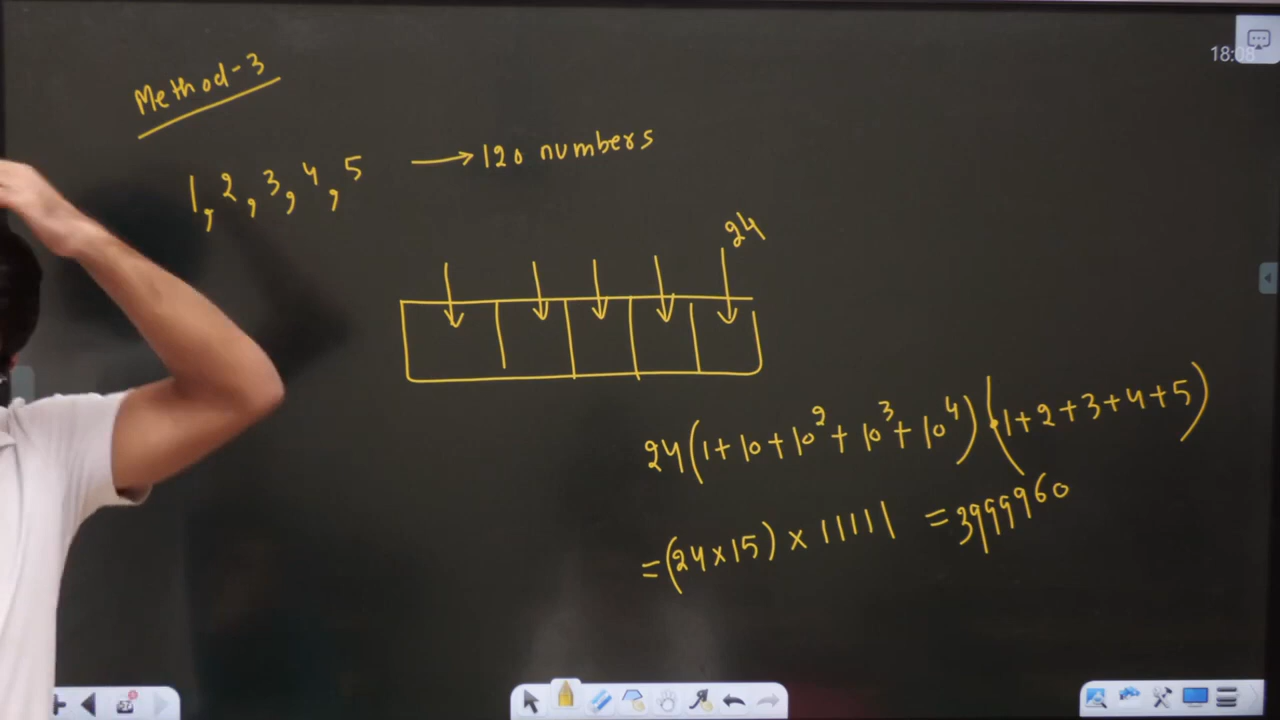 18:08
Method-3
1, 2, 3, 4, 5 → 120 numbers
24
24(1+10+10²+10³+10⁴)(1+2+3+4+5)
=(24×15)×11111 =3999960